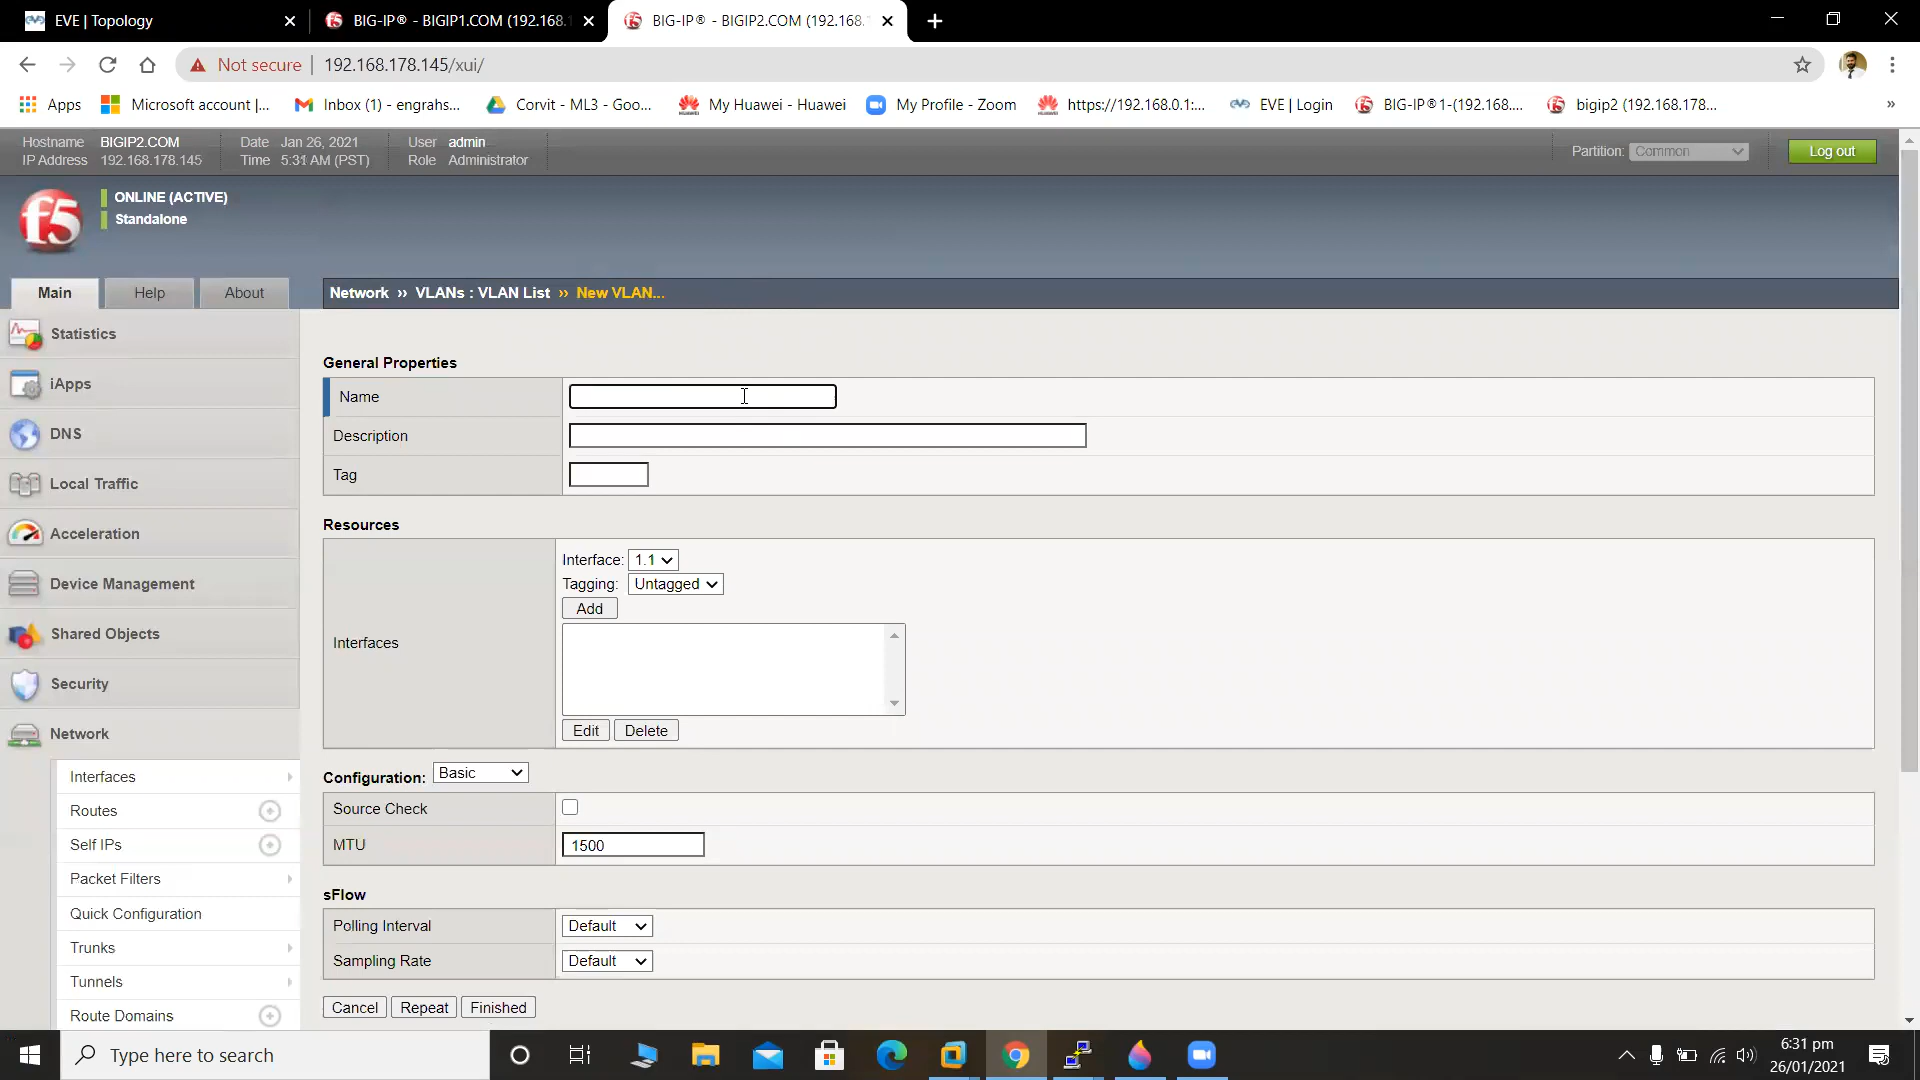 EVE | Topology
BIG-IP® - BIGIP1.COM (192.168.
BIG-IP® - BIGIP2.COM (192.168.
Not secure | 192.168.178.145/xui/
Apps
Microsoft account |...
Inbox (1) - engrahs...
Corvit - ML3 - Goo...
My Huawei - Huawei
My Profile - Zoom
https://192.168.0.1:...
EVE | Login
BIG-IP®1-(192.168....
bigip2 (192.168.178...
»
Hostname BIGIP2.COM
IP Address 192.168.178.145
Date Jan 26, 2021
Time 5:31 AM (PST)
User admin
Role Administrator
Partition: Common
Log out
f5
ONLINE (ACTIVE)
Standalone
Main
Help
About
Network ›› VLANs : VLAN List ›› New VLAN...
Statistics
iApps
DNS
Local Traffic
Acceleration
Device Management
Shared Objects
Security
Network
Interfaces
Routes
Self IPs
Packet Filters
Quick Configuration
Trunks
Tunnels
Route Domains
General Properties
Name
Description
Tag
Resources
Interfaces
Interface: 1.1
Tagging: Untagged
Add
Edit Delete
Configuration: Basic
Source Check
MTU 1500
sFlow
Polling Interval Default
Sampling Rate Default
Cancel Repeat Finished
Type here to search
6:31 pm
26/01/2021